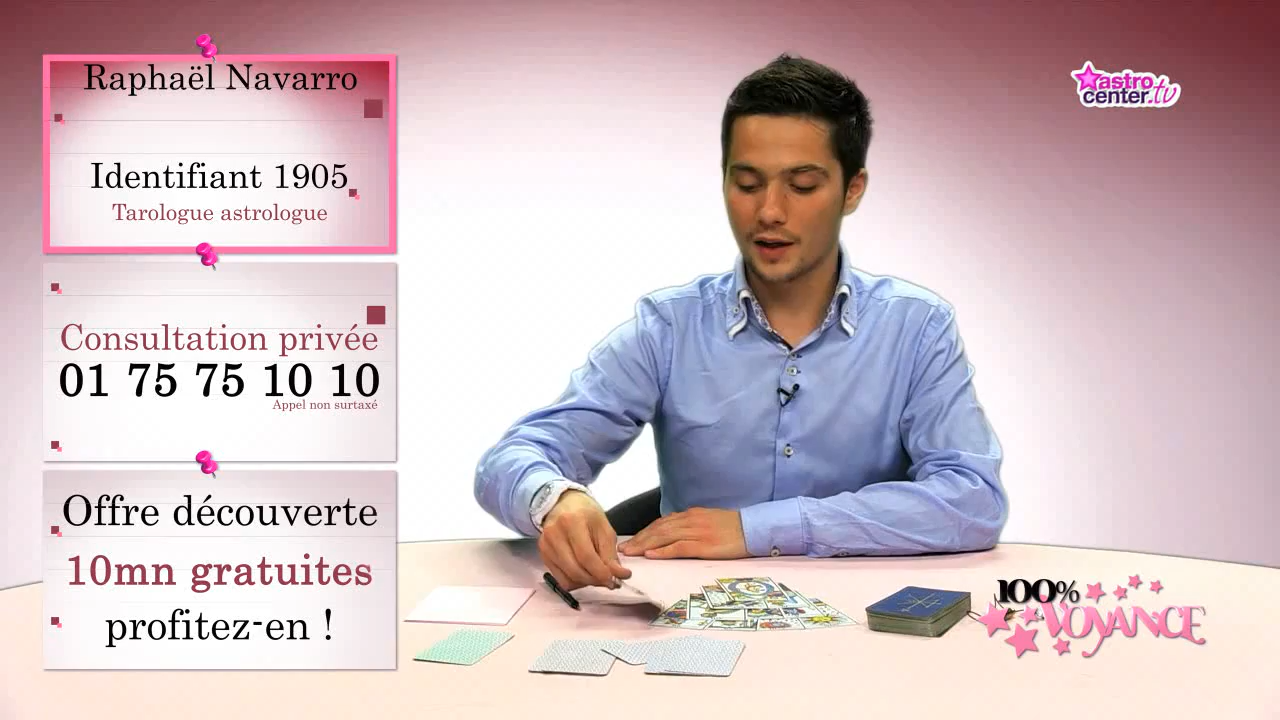 Raphaël Navarro
Identifiant 1905
Tarologue astrologue
Consultation privée
01 75 75 10 10
Appel non surtaxé
Offre découverte
10mn gratuites
profitez-en !
astro
center.tv
100%
VOYANCE